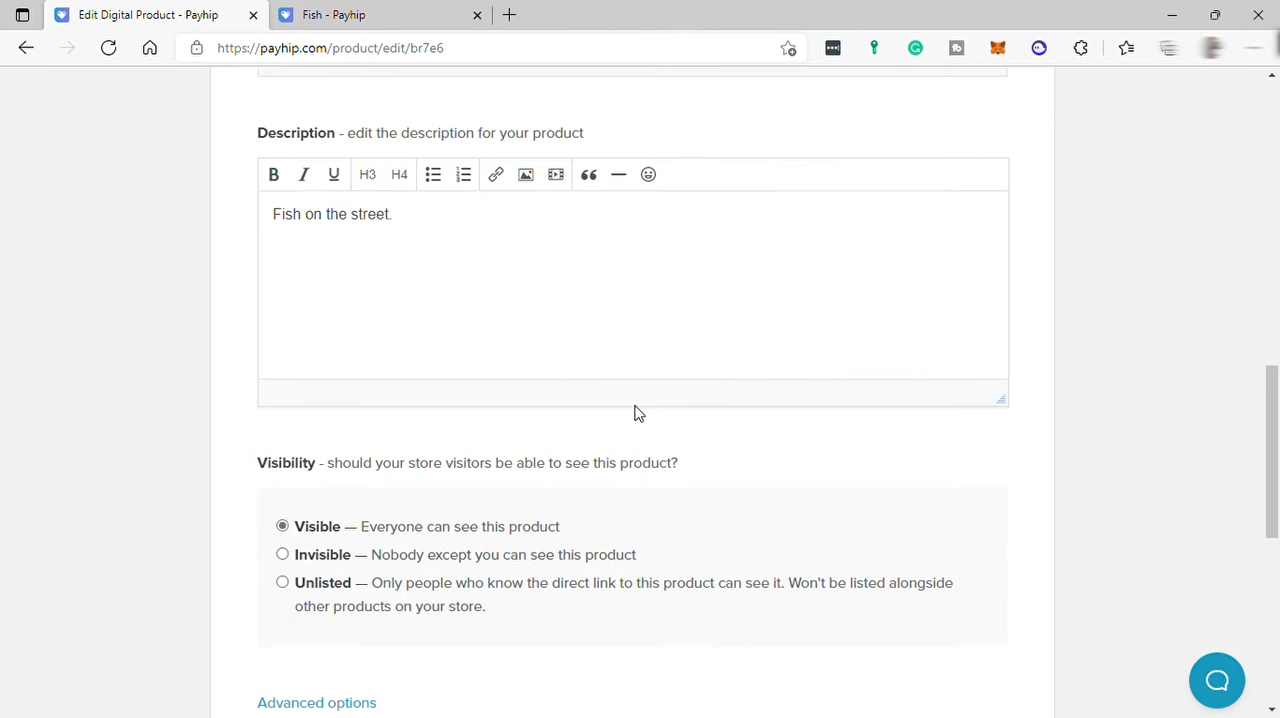 Edit Digital Product - Payhip
Fish - Payhip
https://payhip.com/product/edit/br7e6
Description - edit the description for your product
B I U H3 H4
Fish on the street.
Visibility - should your store visitors be able to see this product?
Visible — Everyone can see this product
Invisible — Nobody except you can see this product
Unlisted — Only people who know the direct link to this product can see it. Won't be listed alongside
other products on your store.
Advanced options